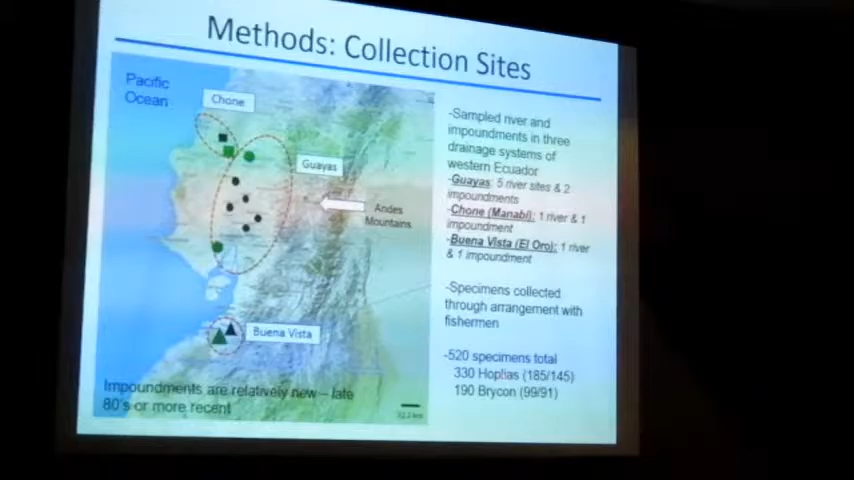 Methods: Collection Sites
Pacific
Ocean
Chone
Guayas
Andes
Mountains
Buena Vista
Impoundments are relatively new – late
80's or more recent
-Sampled river and
impoundments in three
drainage systems of
western Ecuador
-Guayas: 5 river sites & 2
impoundments
-Chone (Manabi): 1 river & 1
impoundment
-Buena Vista (El Oro): 1 river
& 1 impoundment
-Specimens collected
through arrangement with
fishermen
-520 specimens total
330 Hoplias (185/145)
190 Brycon (99/91)